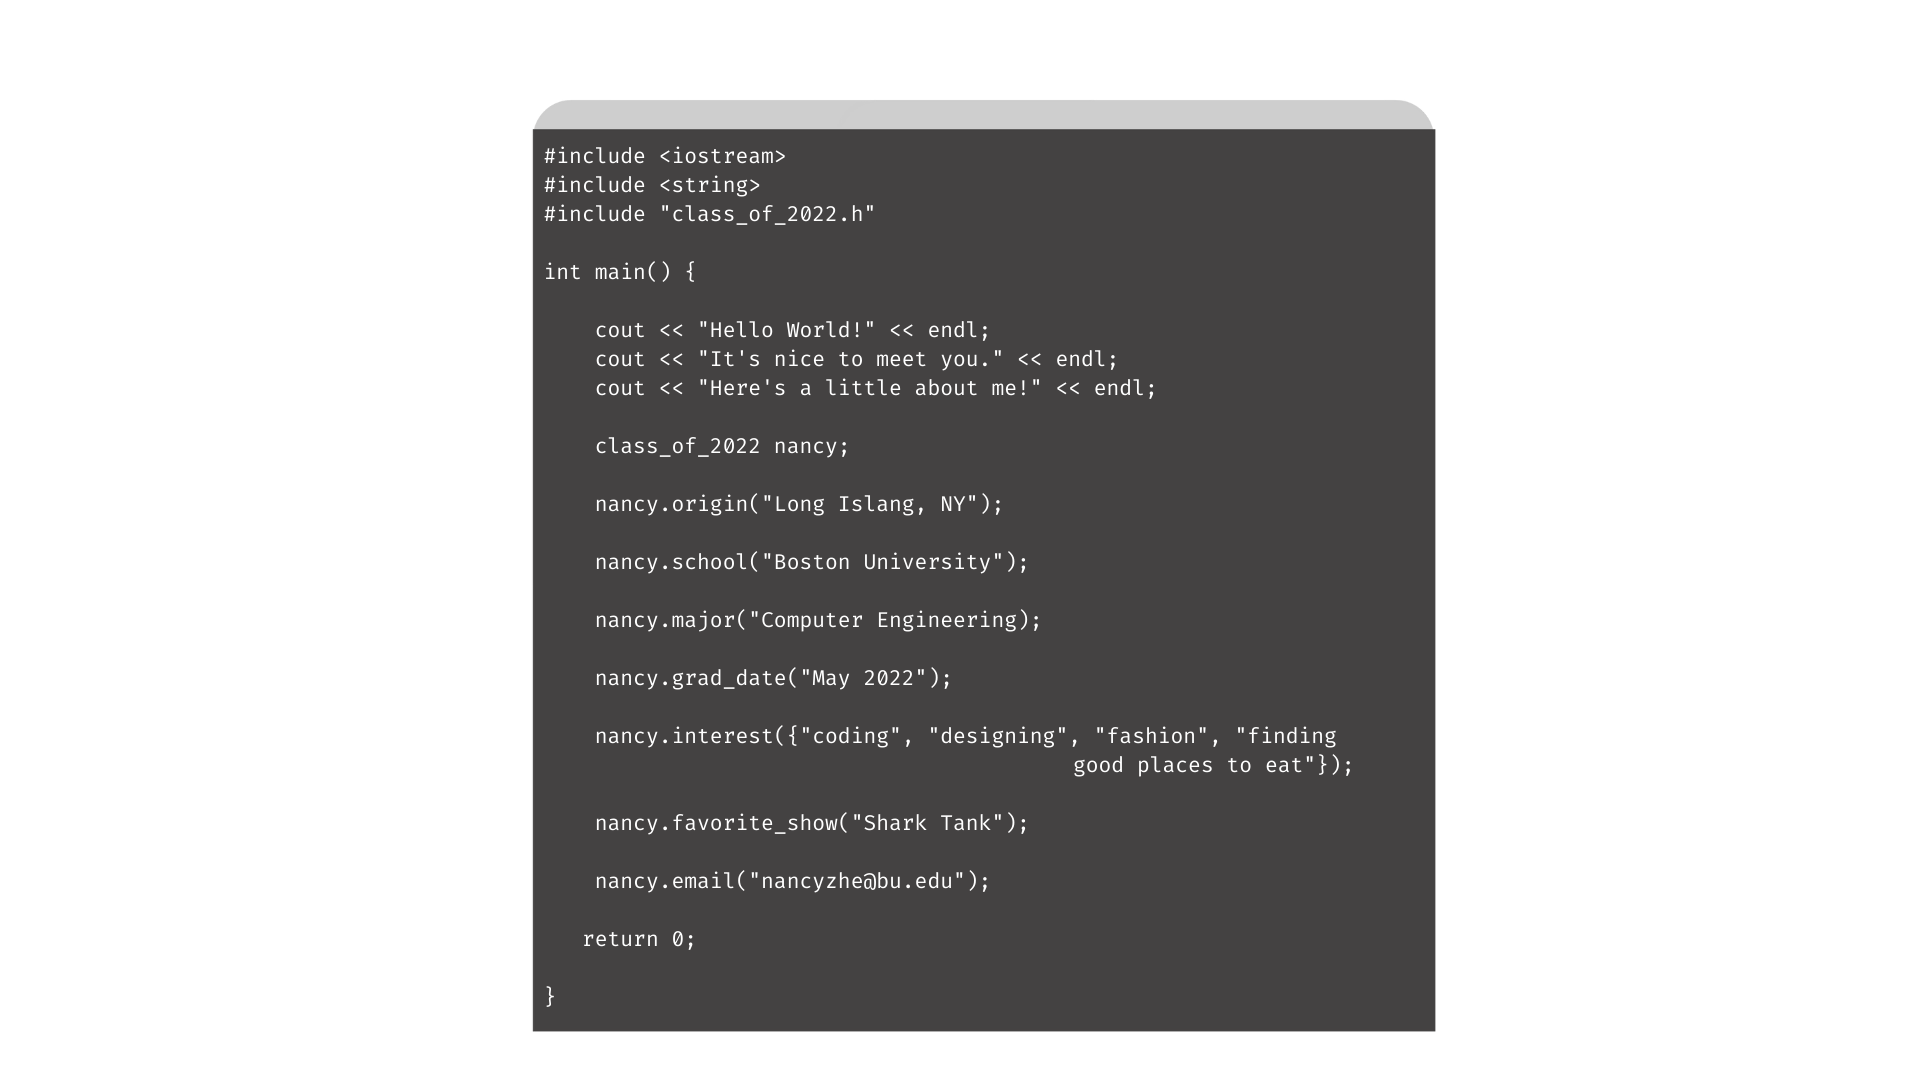 #include <iostream>
#include <string>
#include "class_of_2022.h"
int main() {
cout << "Hello World!" << endl;
cout << "It's nice to meet you." << endl;
cout << "Here's a little about me!" << endl;
class_of_2022 nancy;
nancy.origin("Long Islang, NY");
nancy.school("Boston University");
nancy.major("Computer Engineering);
nancy.grad_date("May 2022");
nancy.interest({"coding", "designing", "fashion", "finding
good places to eat"});
nancy.favorite_show("Shark Tank");
nancy.email("nancyzhe@bu.edu");
return 0;
}